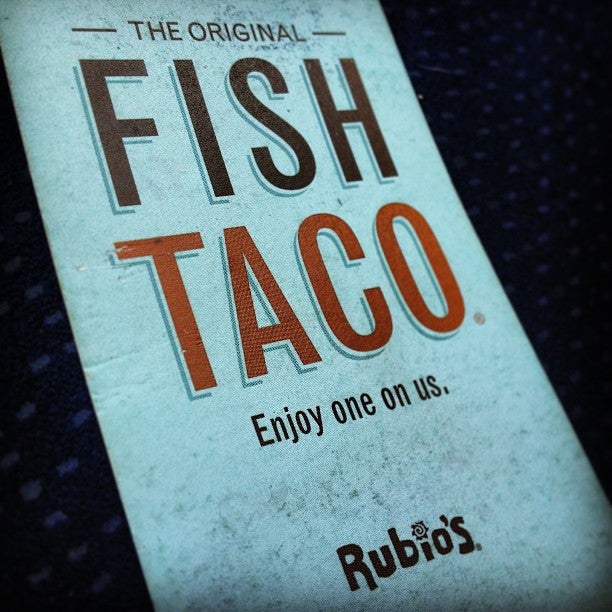 THE ORIGINAL
FISH
TACO®
Enjoy one on us.
Rubio's®